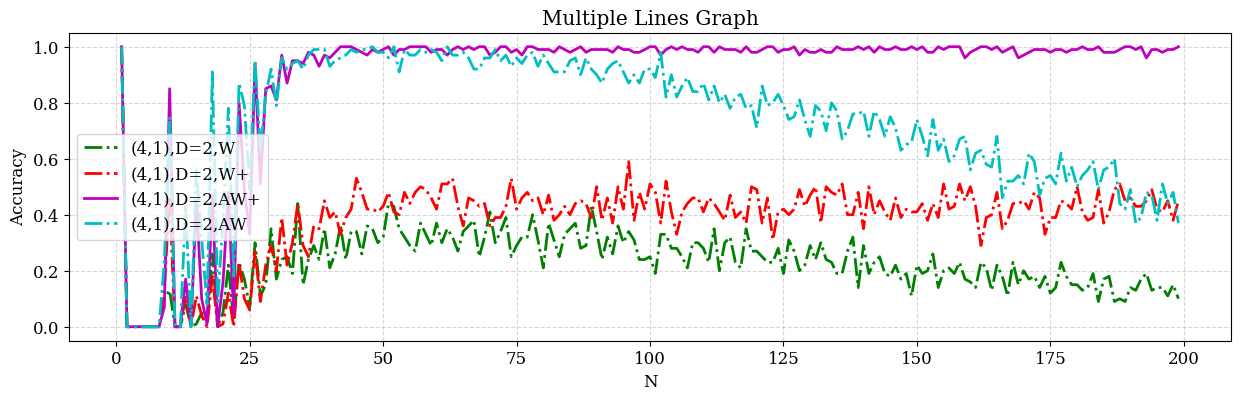 Multiple Lines Graph
1.0
0.8
0.6
0.4
0.2
0.0
Accuracy
(4,1),D=2,W
(4,1),D=2,W+
(4,1),D=2,AW+
(4,1),D=2,AW
0 25 50 75 100 125 150 175 200
N